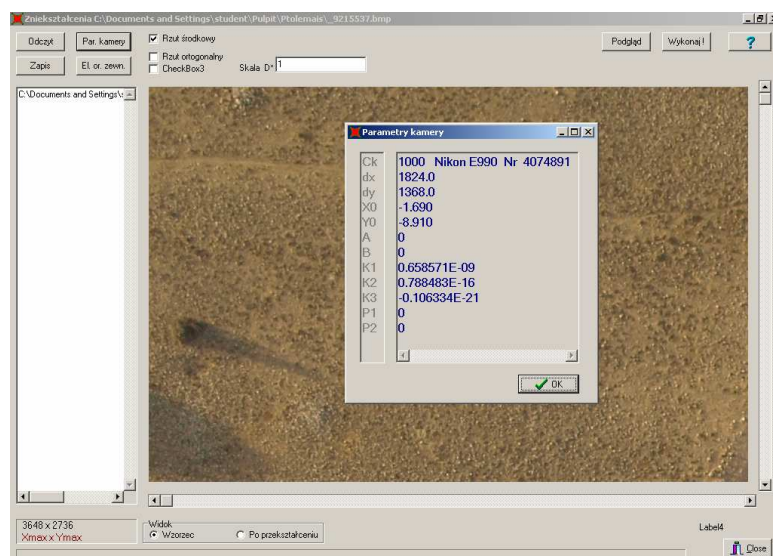 Zniekształcenia C:\Documents and Settings\student\Pulpit\Ptolemais\_9215537.bmp
Odczyt
Par. kamery
Rzut środkowy
Podgląd
Wykonaj !
?
Zapis
El. or. zewn.
Rzut ortogonalny
CheckBox3
Skala D*
1
C:\Documents and Settings\s
Parametry kamery
Ck 1000 Nikon E990 Nr 4074891
dx 1824.0
dy 1368.0
X0 -1.690
Y0 -8.910
A 0
B 0
K1 0.658571E-09
K2 0.788483E-16
K3 -0.106334E-21
P1 0
P2 0
OK
3648 x 2736
Xmax x Ymax
Widok
Wzorzec
Po przekształceniu
Label4
Close